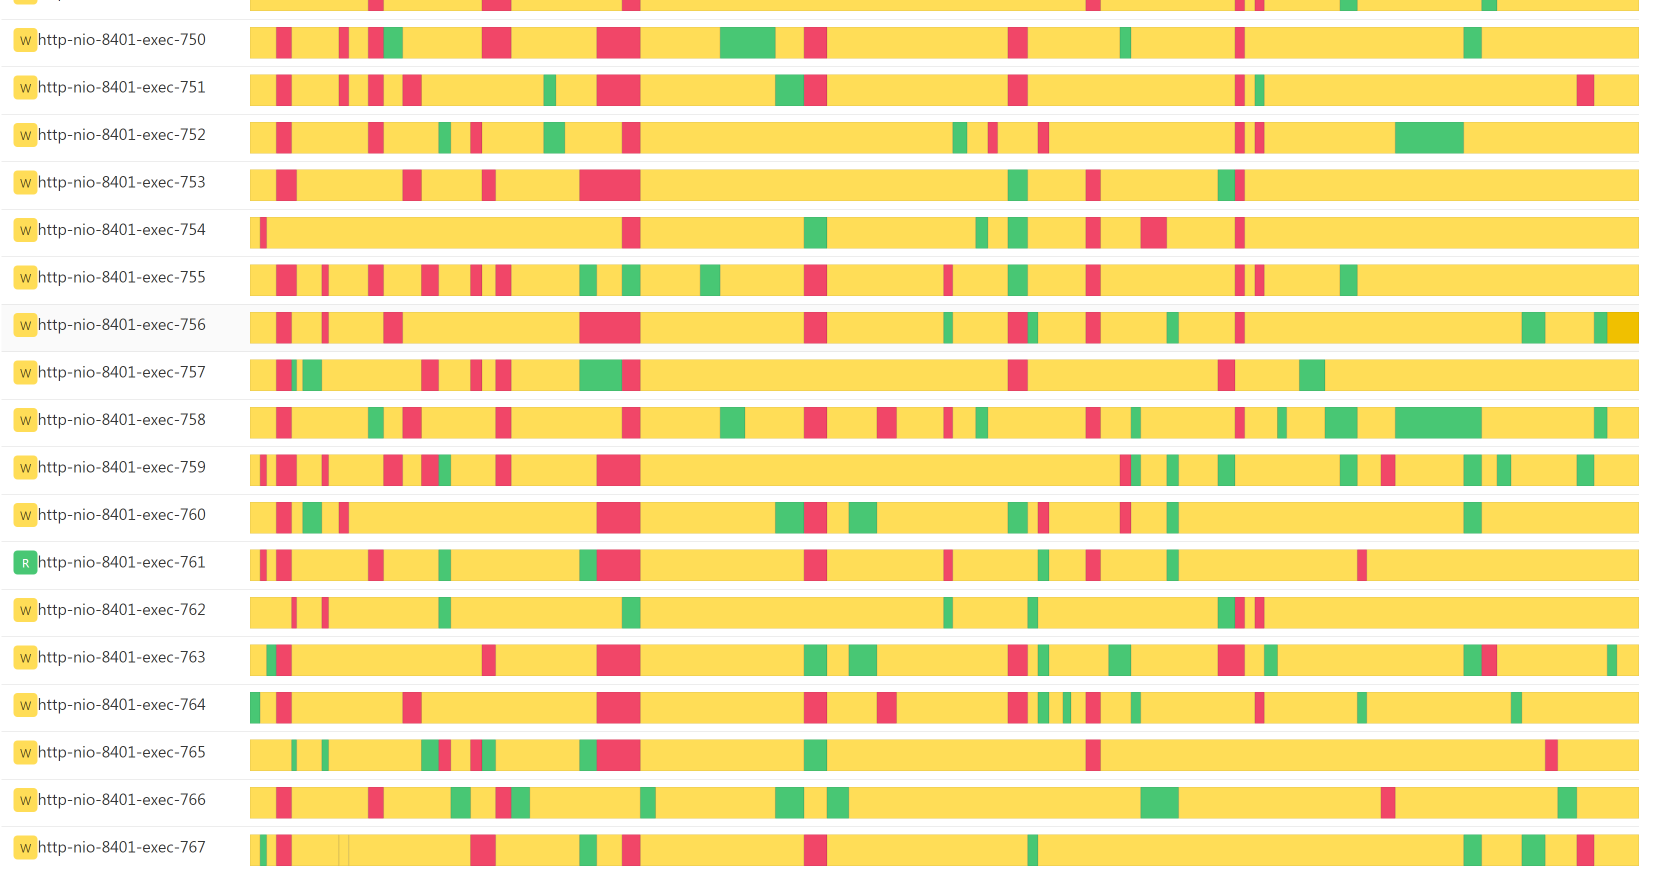 W http-nio-8401-exec-750
W http-nio-8401-exec-751
W http-nio-8401-exec-752
W http-nio-8401-exec-753
W http-nio-8401-exec-754
W http-nio-8401-exec-755
W http-nio-8401-exec-756
W http-nio-8401-exec-757
W http-nio-8401-exec-758
W http-nio-8401-exec-759
W http-nio-8401-exec-760
R http-nio-8401-exec-761
W http-nio-8401-exec-762
W http-nio-8401-exec-763
W http-nio-8401-exec-764
W http-nio-8401-exec-765
W http-nio-8401-exec-766
W http-nio-8401-exec-767